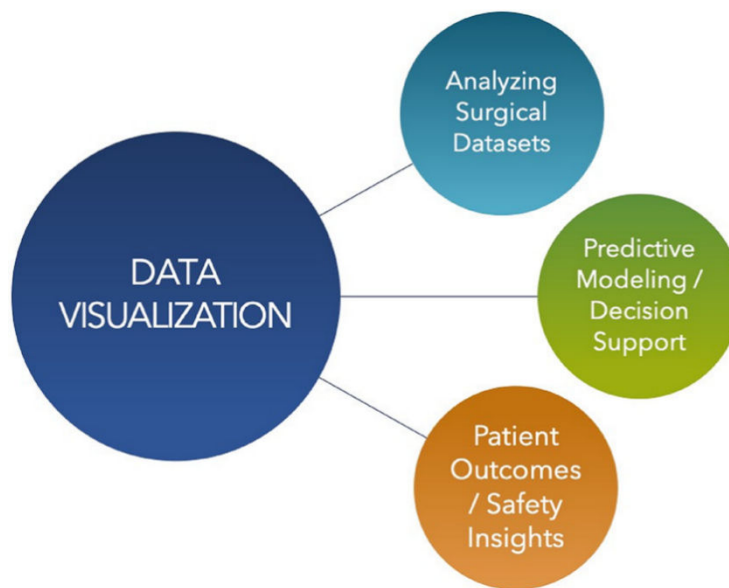 DATA
VISUALIZATION
Analyzing
Surgical
Datasets
Predictive
Modeling /
Decision
Support
Patient
Outcomes
/ Safety
Insights